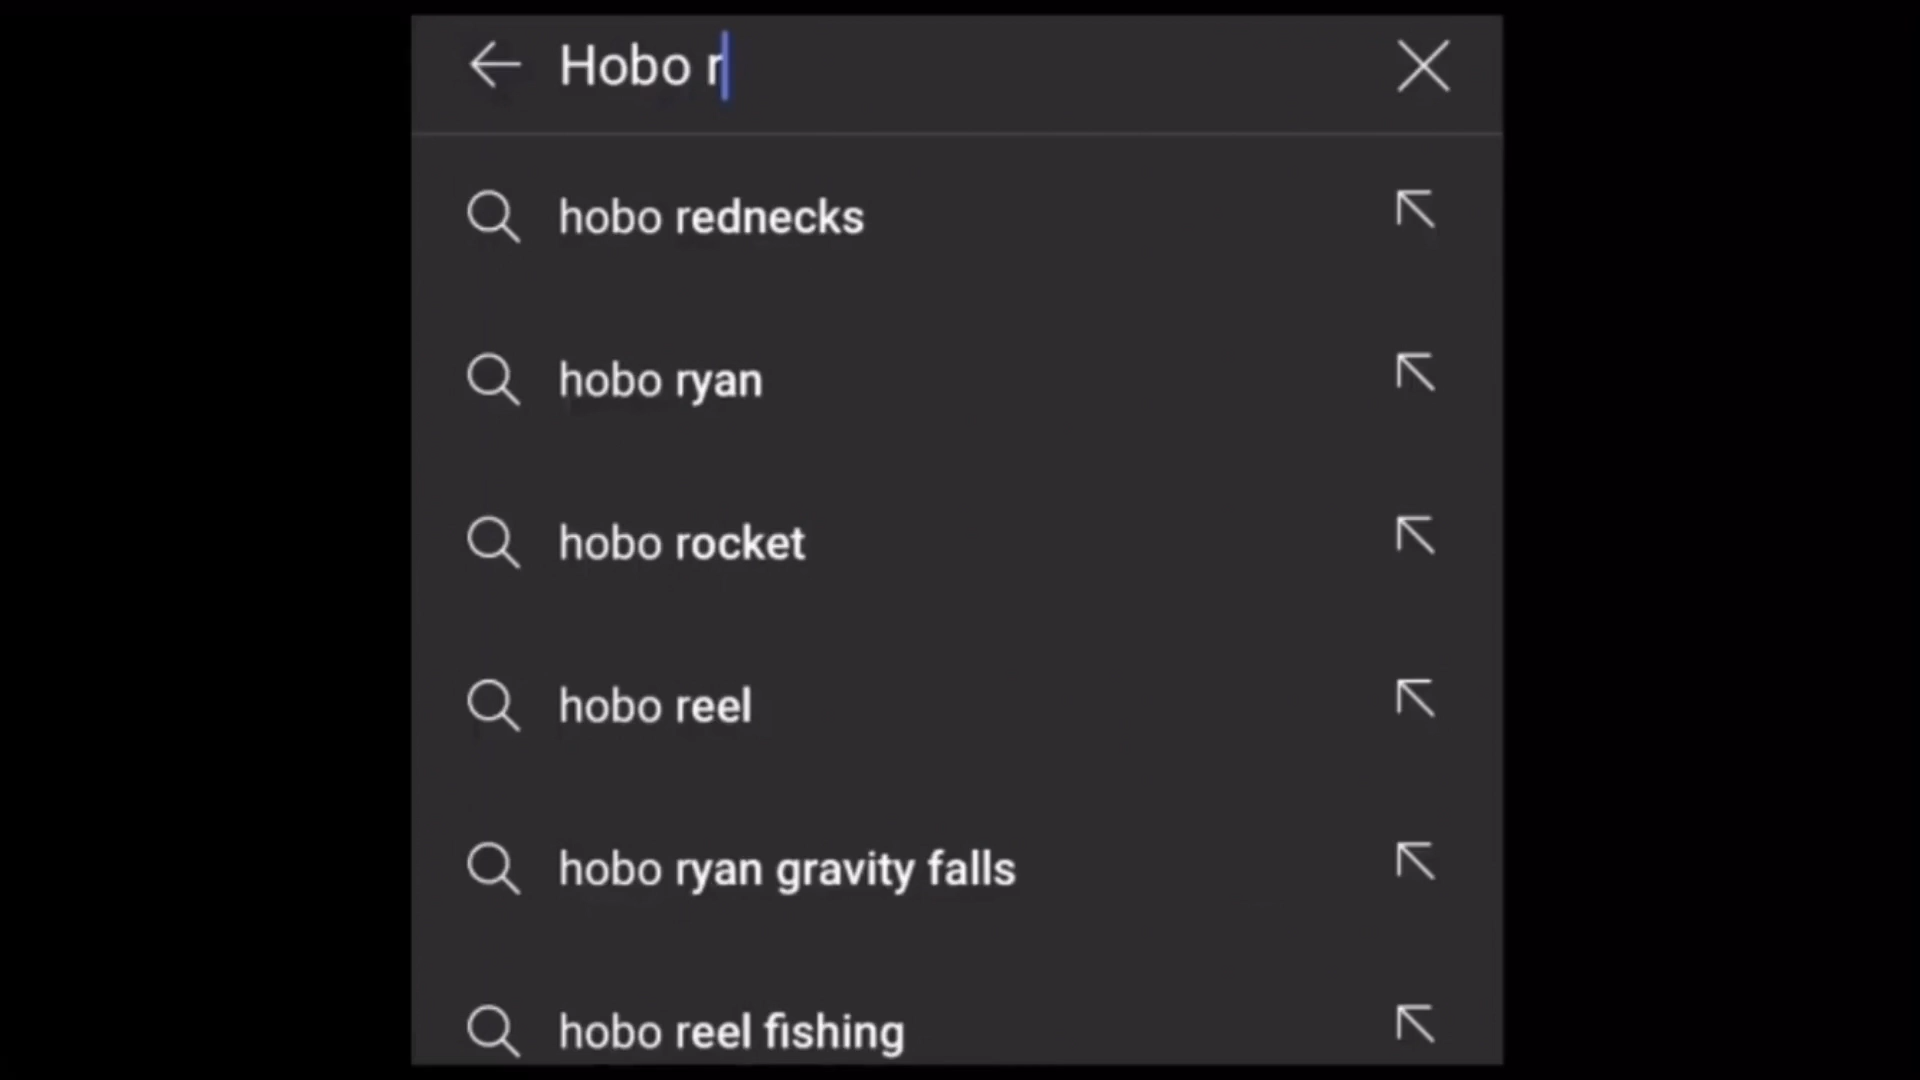 Hobo r
hobo rednecks
hobo ryan
hobo rocket
hobo reel
hobo ryan gravity falls
hobo reel fishing